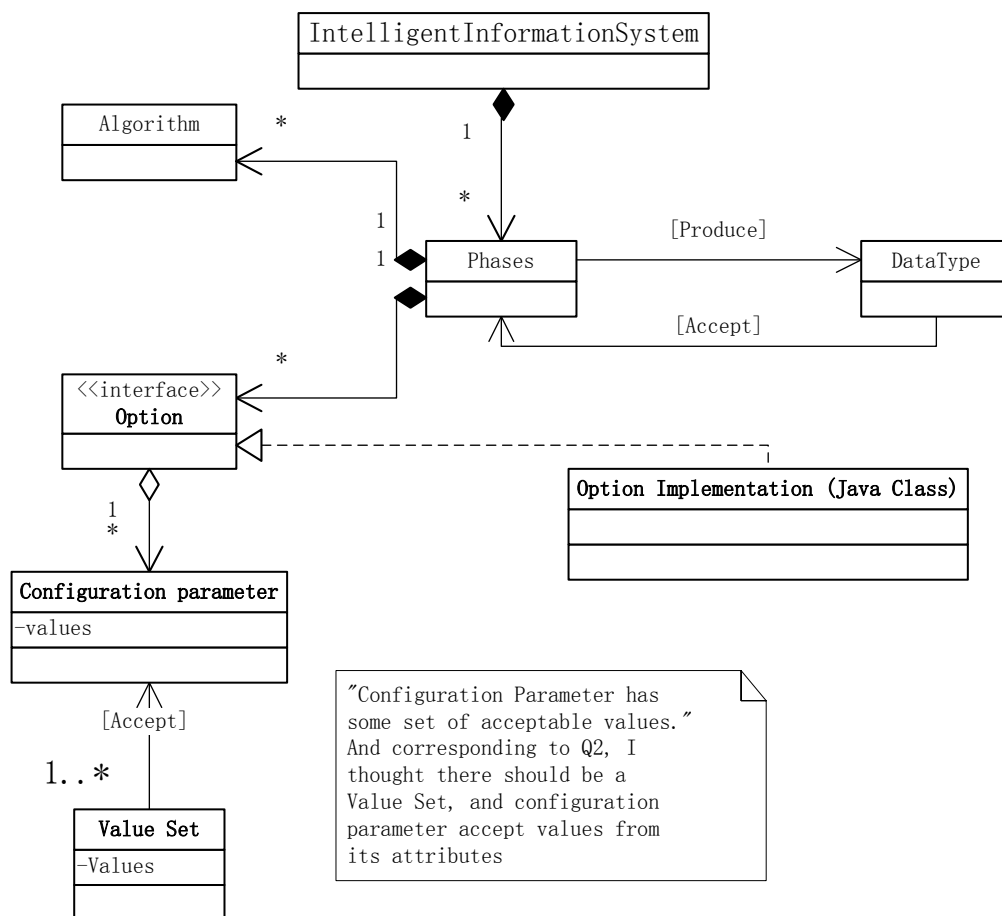 IntelligentInformationSystem
Algorithm
*
1
*
1
1
Phases
[Produce]
DataType
[Accept]
*
<<interface>>
Option
1
*
Option Implementation (Java Class)
Configuration parameter
-values
[Accept]
1..*
Value Set
-Values
"Configuration Parameter has
some set of acceptable values."
And corresponding to Q2, I
thought there should be a
Value Set, and configuration
parameter accept values from
its attributes